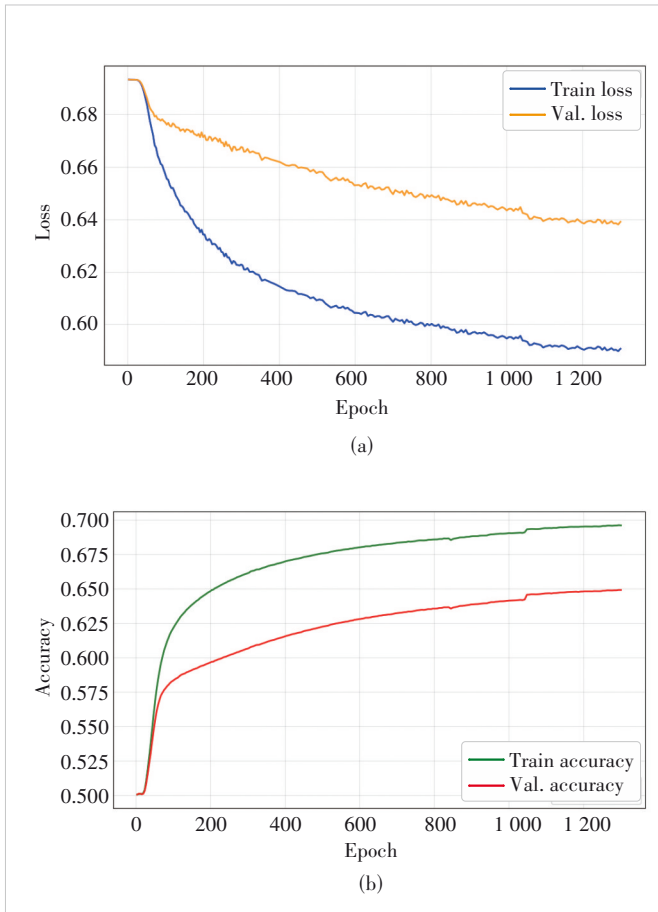 Train loss
Val. loss
0.68
0.66
0.64
0.62
0.60
Loss
0 200 400 600 800 1 000 1 200
Epoch
(a)
0.700
0.675
0.650
0.625
0.600
0.575
0.550
0.525
0.500
Accuracy
Train accuracy
Val. accuracy
0 200 400 600 800 1 000 1 200
Epoch
(b)